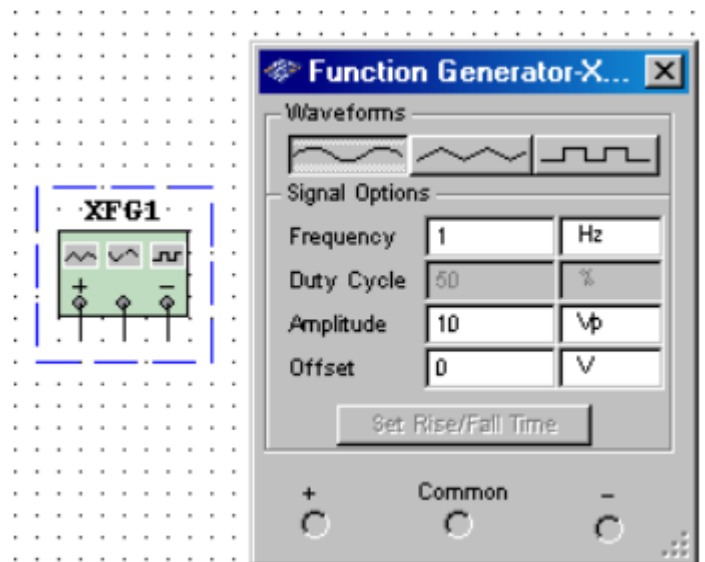 Function Generator-X...
Waveforms
Signal Options
XFG1
Frequency 1 Hz
Duty Cycle 50 %
+ −
Amplitude 10 Vp
Offset 0 V
Set Rise/Fall Time
+ Common −